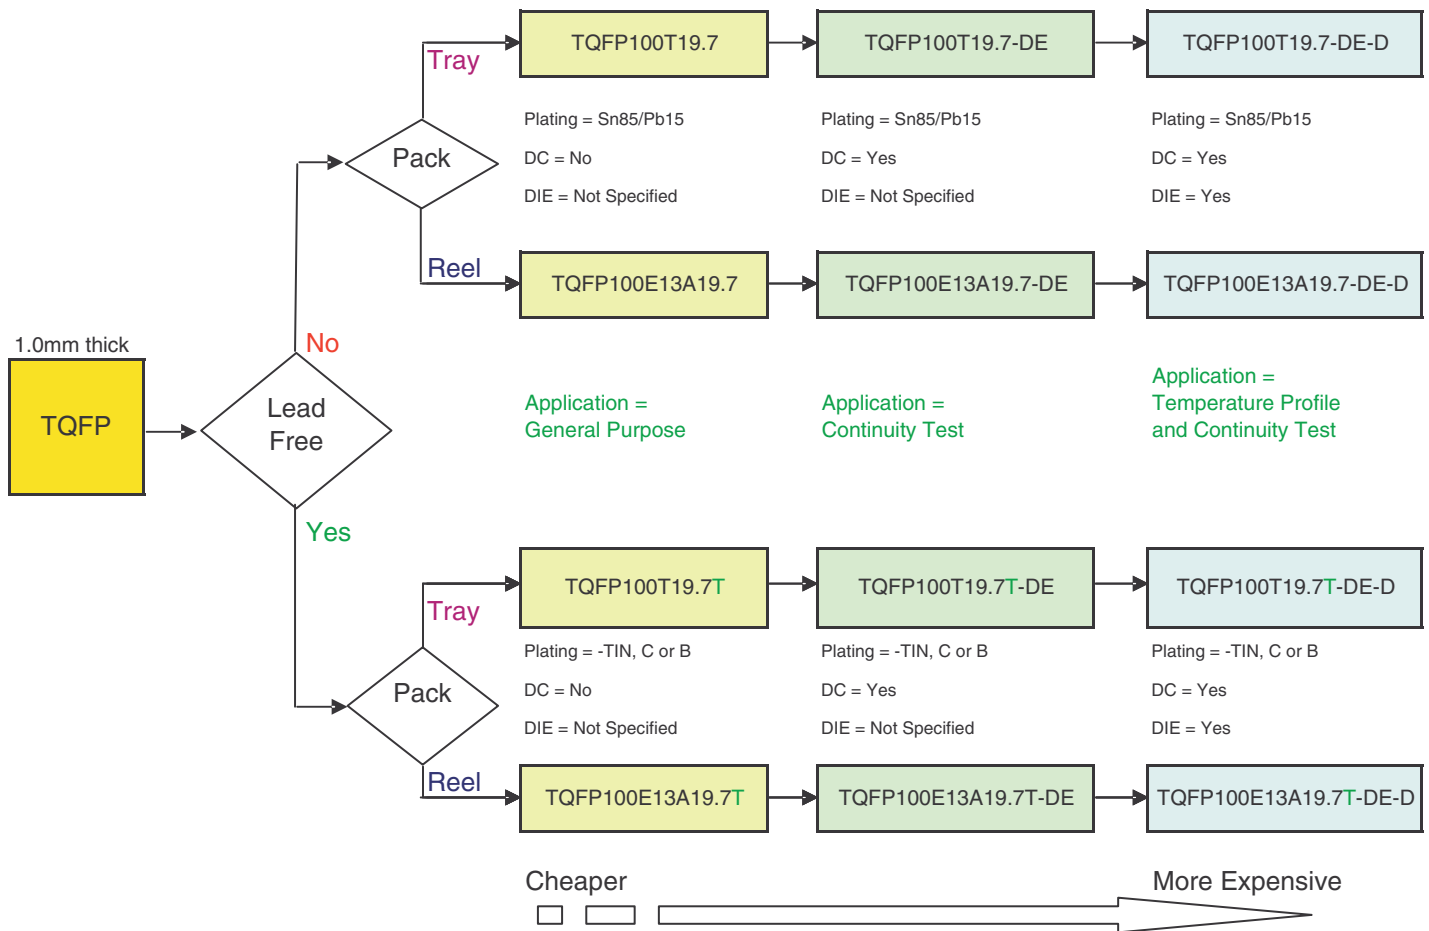 TQFP100T19.7
TQFP100T19.7-DE
TQFP100T19.7-DE-D
Tray
Plating = Sn85/Pb15
Plating = Sn85/Pb15
Plating = Sn85/Pb15
Pack
DC = No
DC = Yes
DC = Yes
DIE = Not Specified
DIE = Not Specified
DIE = Yes
Reel
TQFP100E13A19.7
TQFP100E13A19.7-DE
TQFP100E13A19.7-DE-D
1.0mm thick
No
TQFP
Lead
Free
Application =
General Purpose
Application =
Continuity Test
Application =
Temperature Profile
and Continuity Test
Yes
TQFP100T19.7T
TQFP100T19.7T-DE
TQFP100T19.7T-DE-D
Tray
Plating = -TIN, C or B
Plating = -TIN, C or B
Plating = -TIN, C or B
Pack
DC = No
DC = Yes
DC = Yes
DIE = Not Specified
DIE = Not Specified
DIE = Yes
Reel
TQFP100E13A19.7T
TQFP100E13A19.7T-DE
TQFP100E13A19.7T-DE-D
Cheaper
More Expensive